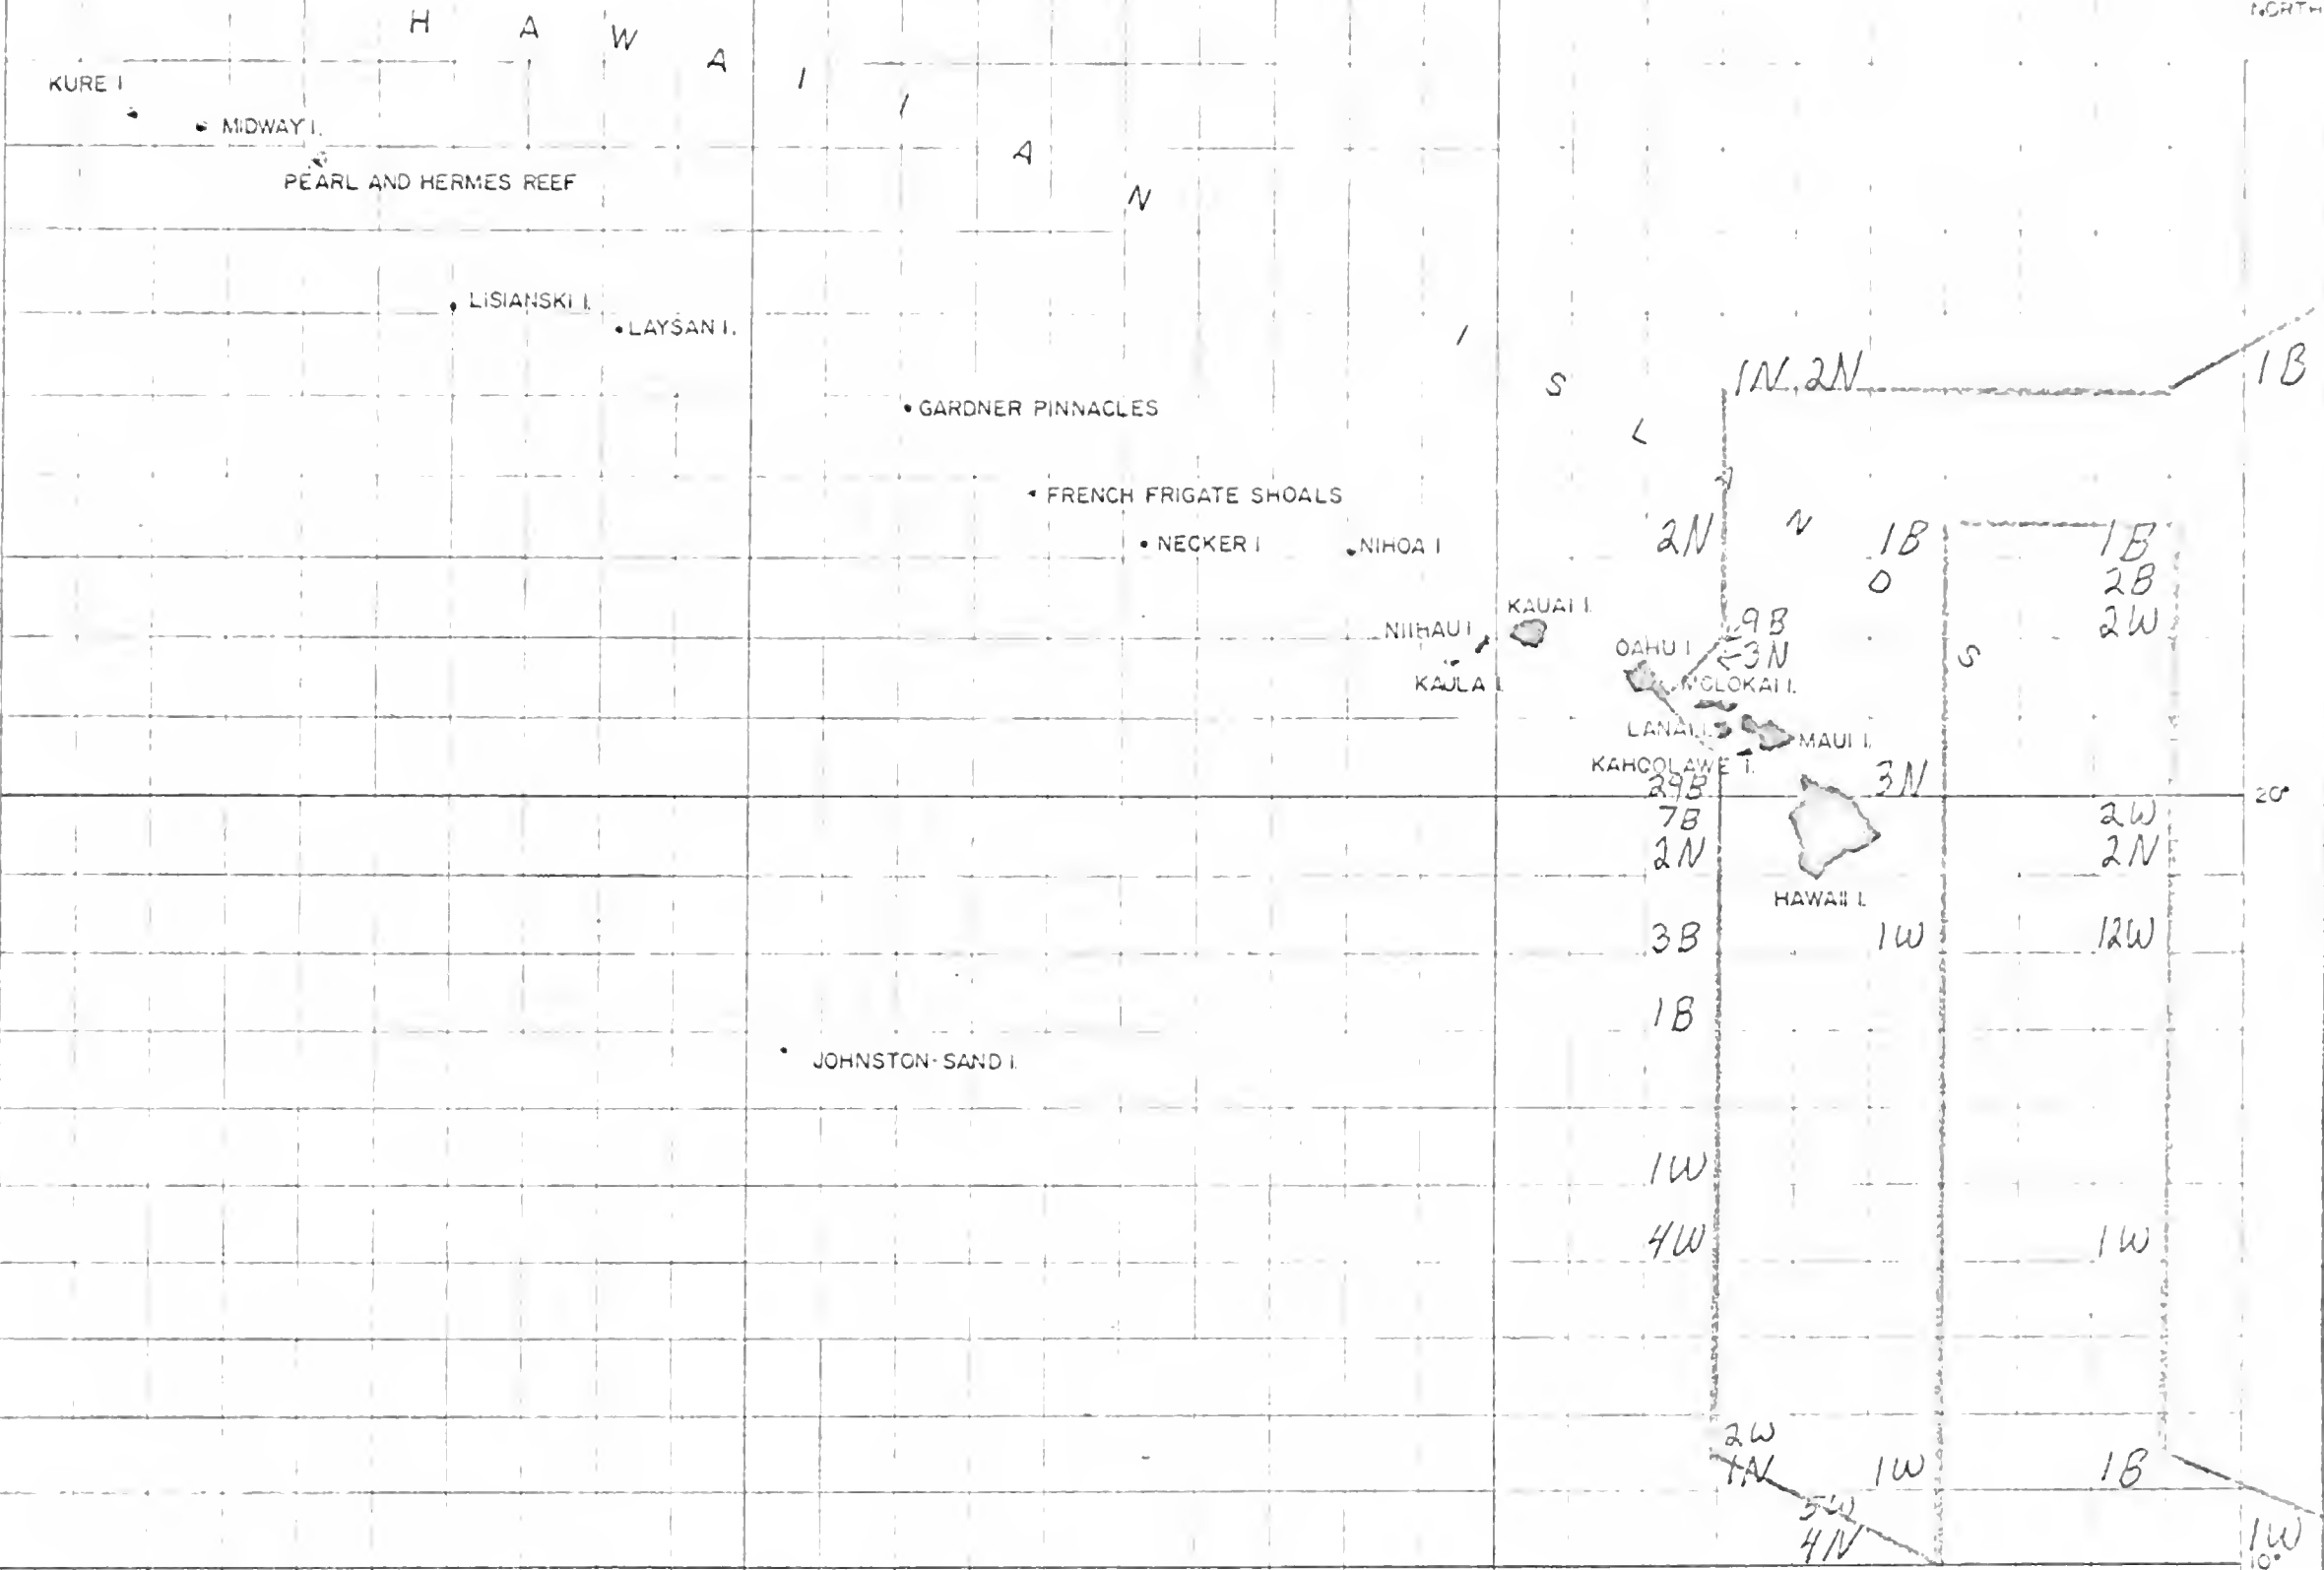 NORTH
H A W A I I A N I S L A N D S
KURE I
MIDWAY I.
PEARL AND HERMES REEF
LISIANSKI I.
LAYSAN I.
1N, 2N
1B
GARDNER PINNACLES
FRENCH FRIGATE SHOALS
NECKER I
NIHOA I
2N
1B
1B
2B
2W
KAUAI I.
NIIHAU I
9B
←3N
OAHU I
KAULA I.
MOLOKAI I.
LANAI I.
MAUI I.
KAHOOLAWE I.
29B
3N
20°
7B
2W
2N
2N
HAWAII I.
3B
1W
12W
1B
JOHNSTON-SAND I.
1W
4W
1W
2W
1N
1W
1B
5W
4N
1W
10°